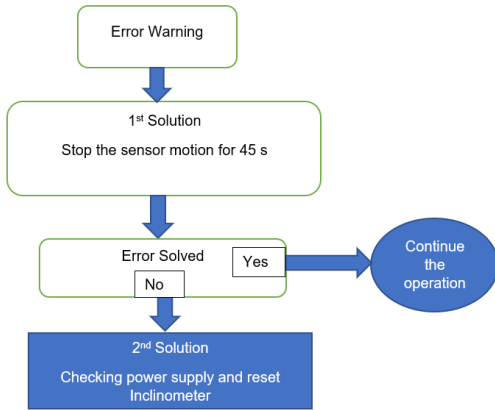 Error Warning
1st Solution
Stop the sensor motion for 45 s
Error Solved
Yes
No
Continue
the
operation
2nd Solution
Checking power supply and reset
Inclinometer